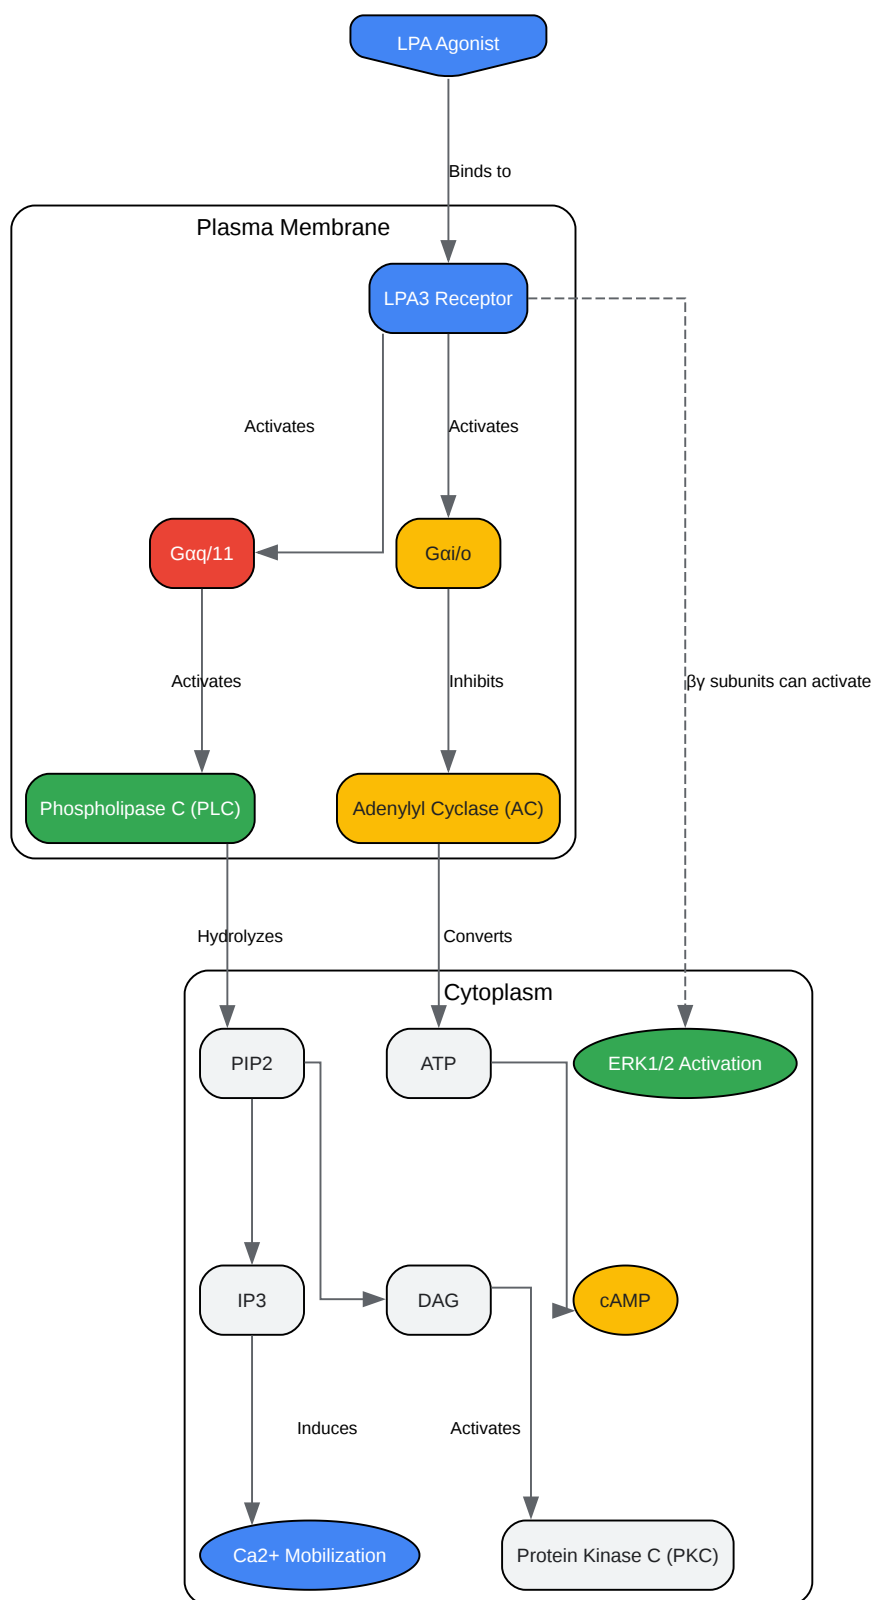 LPA Agonist
Binds to
Plasma Membrane
LPA3 Receptor
Activates
Activates
Gαq/11
Gαi/o
Activates
Inhibits
βγ subunits can activate
Phospholipase C (PLC)
Adenylyl Cyclase (AC)
Hydrolyzes
Converts
Cytoplasm
PIP2
ATP
ERK1/2 Activation
IP3
DAG
cAMP
Induces
Activates
Ca2+ Mobilization
Protein Kinase C (PKC)